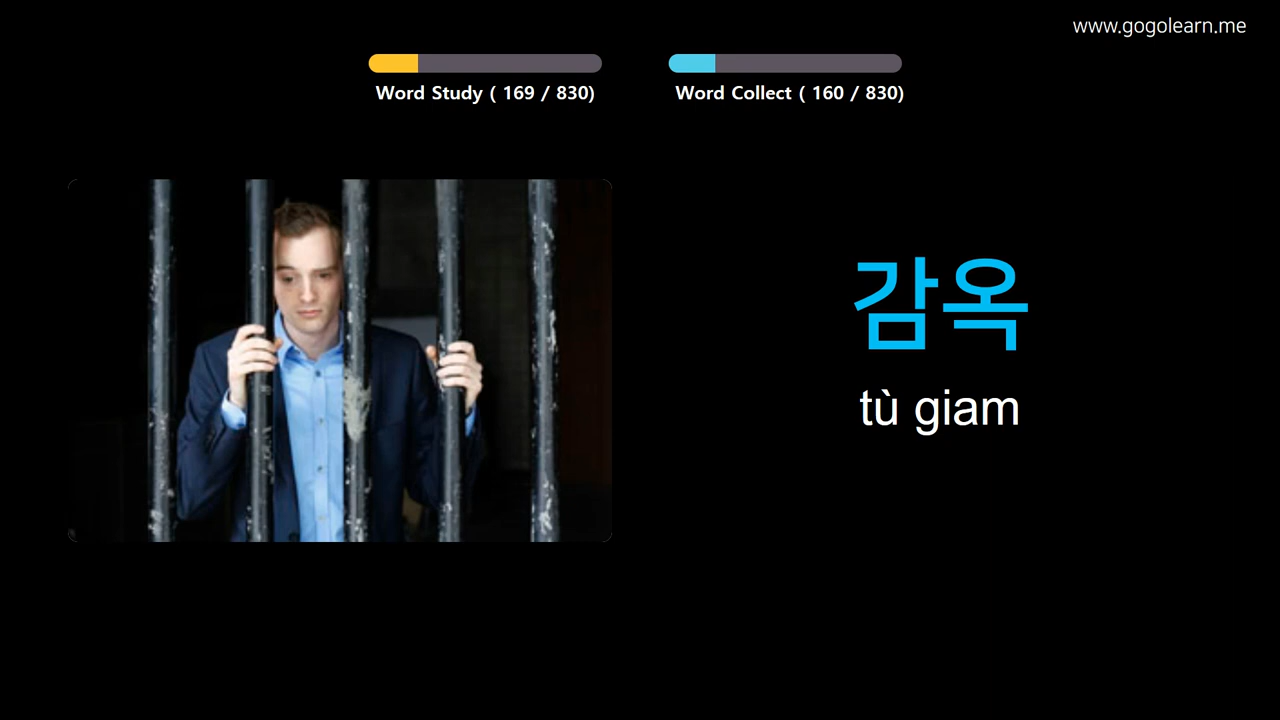 www.gogolearn.me
Word Study ( 169 / 830)
Word Collect ( 160 / 830)
감옥
tù giam